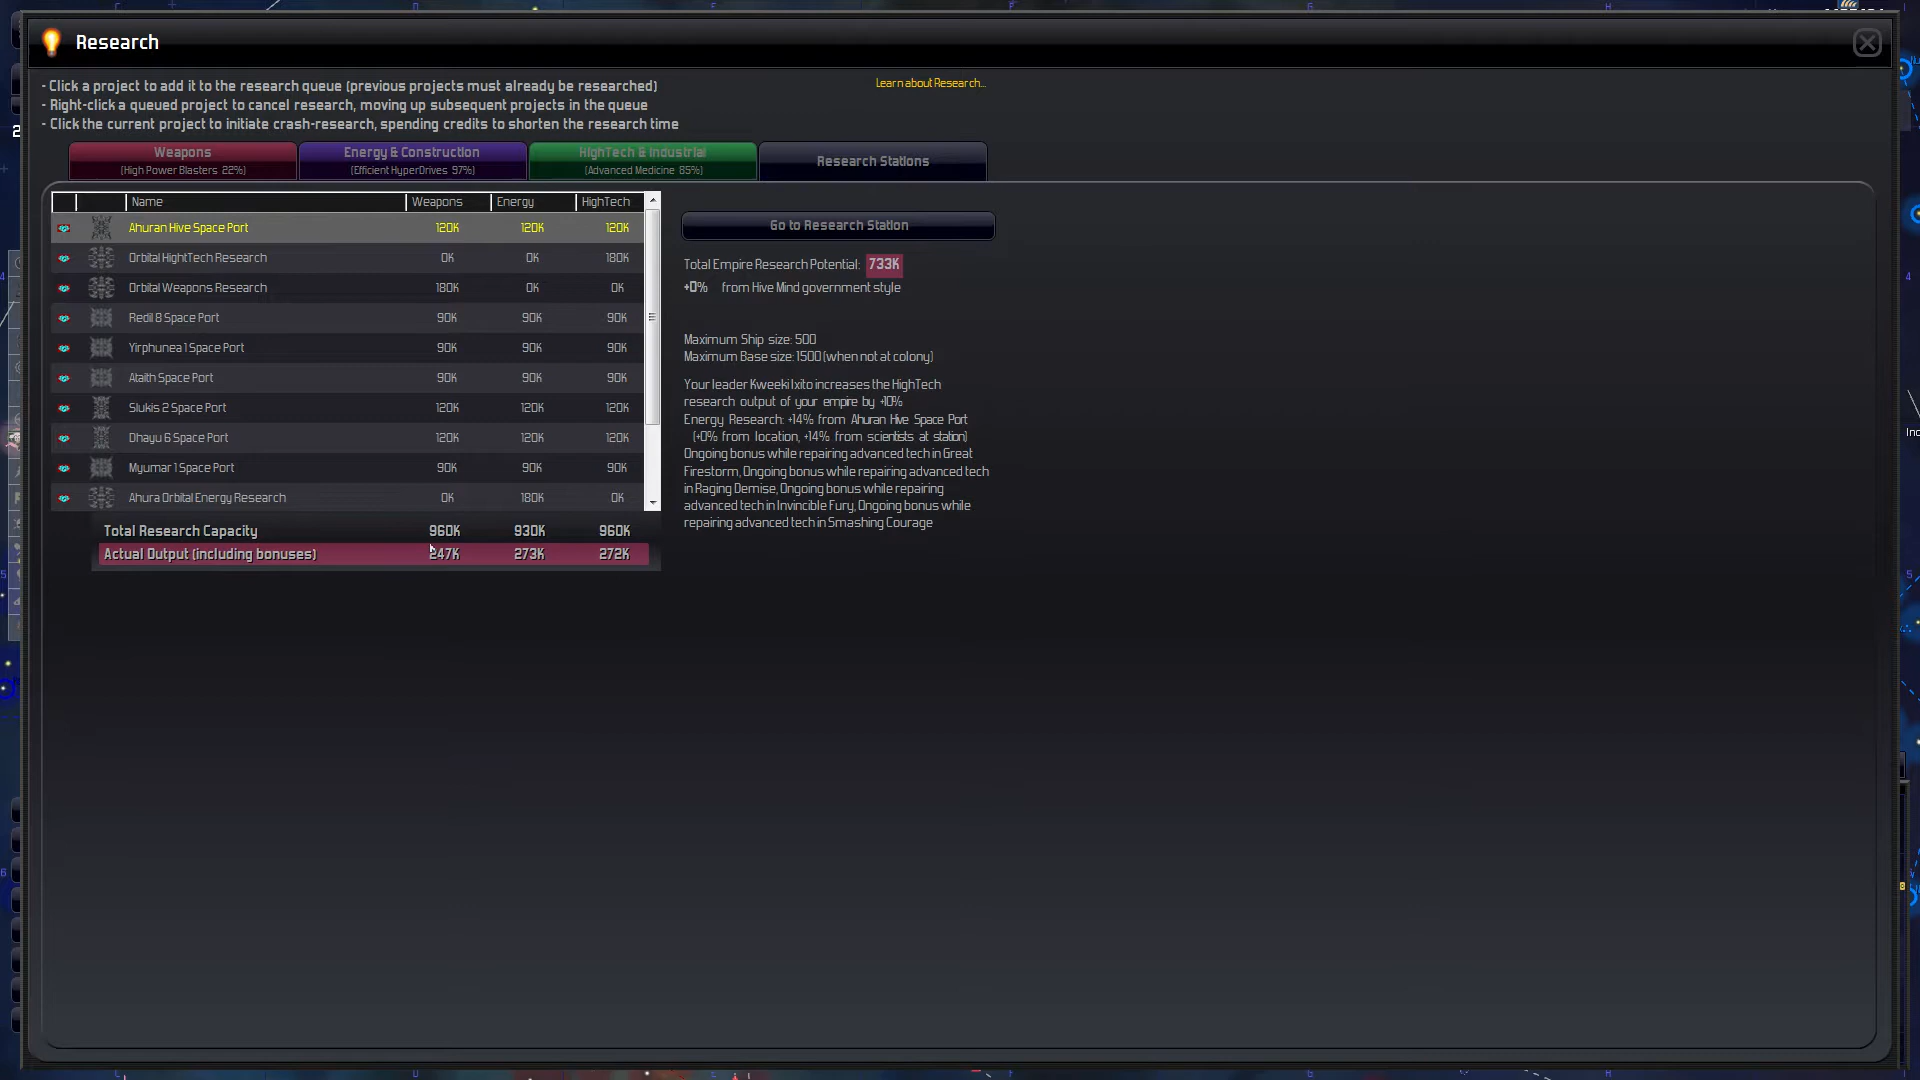 Research
- Click a project to add it to the research queue (previous projects must already be researched)
- Right-click a queued project to cancel research, moving up subsequent projects in the queue
- Click the current project to initiate crash-research, spending credits to shorten the research time
Learn about Research...
Weapons
(High Power Blasters 22%)
Energy & Construction
(Efficient HyperDrives 97%)
HighTech & Industrial
(Advanced Medicine 85%)
Research Stations
Name Weapons Energy HighTech
Ahuran Hive Space Port 120K 120K 120K
Orbital HightTech Research 0K 0K 180K
Orbital Weapons Research 180K 0K 0K
Redil 8 Space Port 90K 90K 90K
Yirphunea 1 Space Port 90K 90K 90K
Ataith Space Port 90K 90K 90K
Slukis 2 Space Port 120K 120K 120K
Dhayu 6 Space Port 120K 120K 120K
Myumar 1 Space Port 90K 90K 90K
Ahura Orbital Energy Research 0K 180K 0K
Total Research Capacity 960K 930K 960K
Actual Output (including bonuses) 247K 273K 272K
Go to Research Station
Total Empire Research Potential: 733K
+0% from Hive Mind government style
Maximum Ship size: 500
Maximum Base size: 1500 (when not at colony)
Your leader Kweeki Ixito increases the HighTech
research output of your empire by +10%
Energy Research: +14% from Ahuran Hive Space Port
(+0% from location, +14% from scientists at station)
Ongoing bonus while repairing advanced tech in Great
Firestorm, Ongoing bonus while repairing advanced tech
in Raging Demise, Ongoing bonus while repairing
advanced tech in Invincible Fury, Ongoing bonus while
repairing advanced tech in Smashing Courage